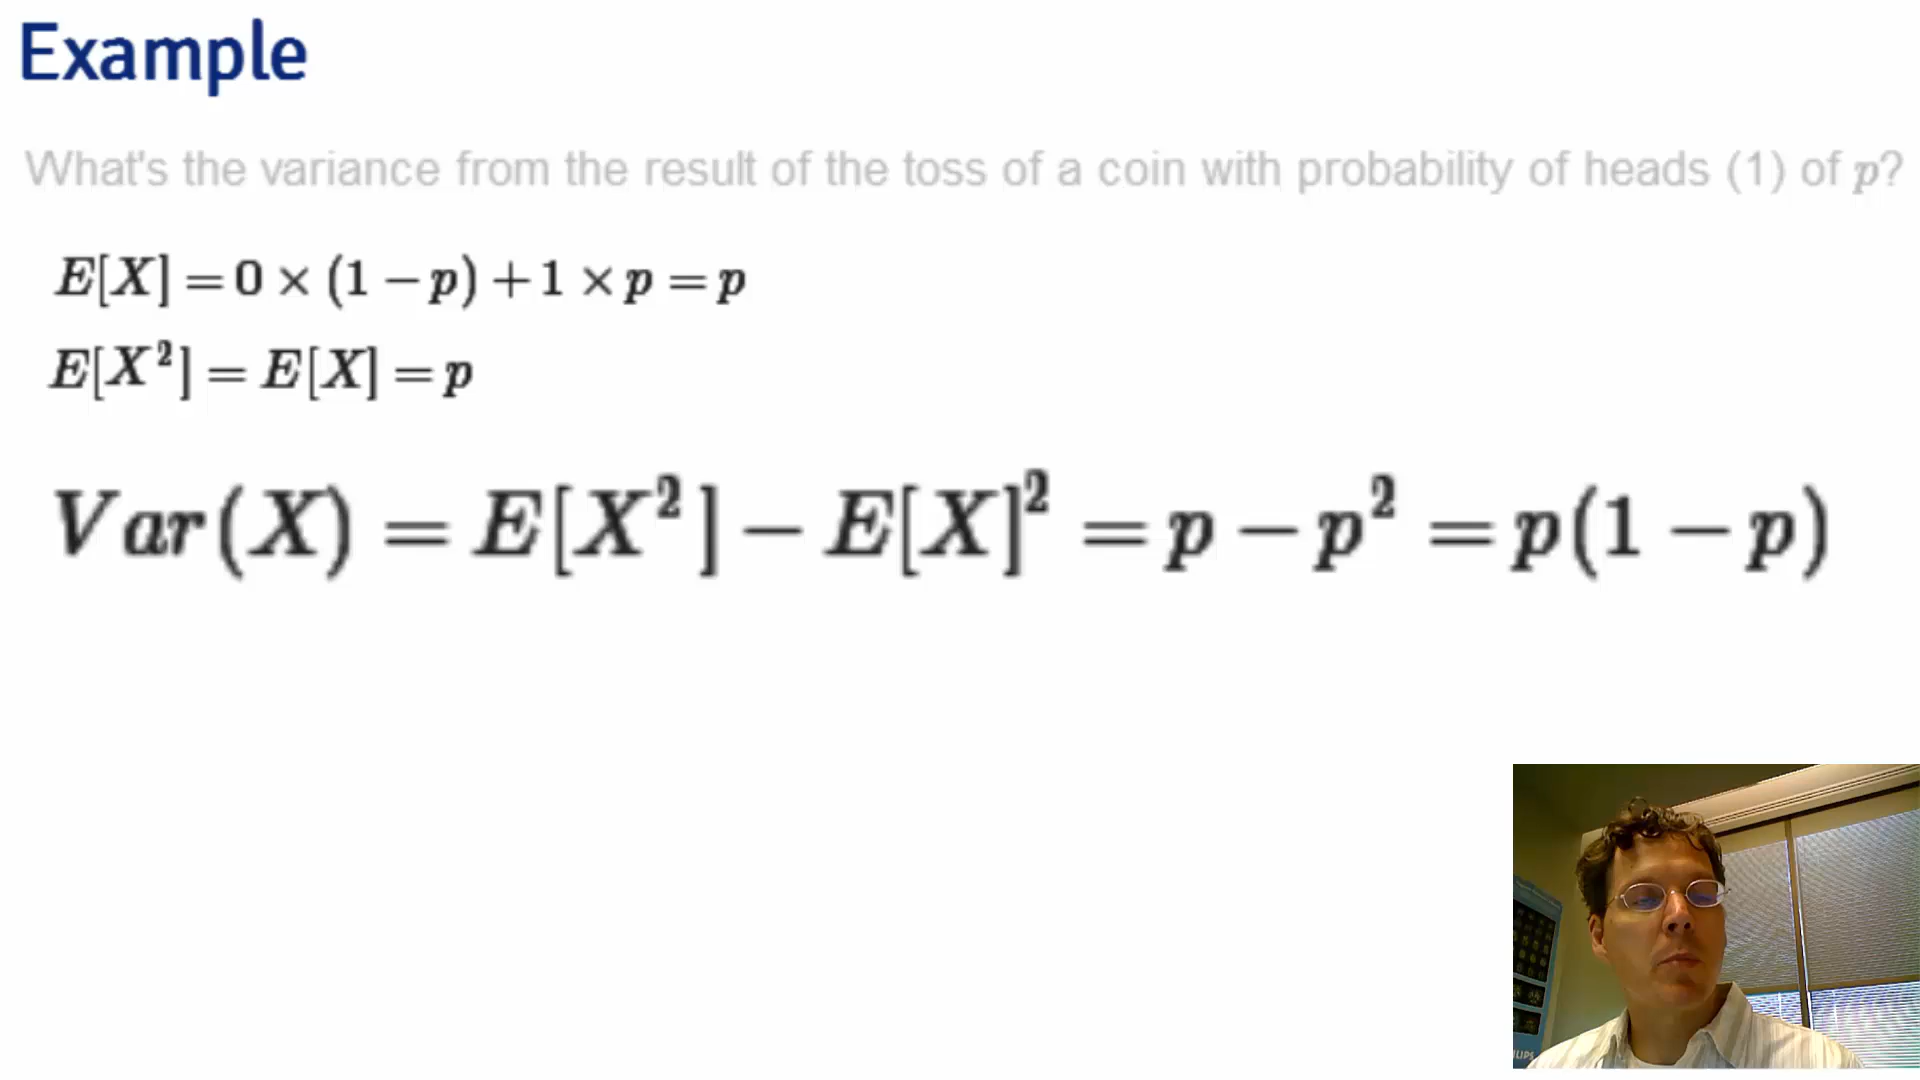 Example
What's the variance from the result of the toss of a coin with probability of heads (1) of p?
E[X] = 0 × (1 − p) + 1 × p = p
E[X²] = E[X] = p
Var(X) = E[X²] − E[X]² = p − p² = p(1 − p)